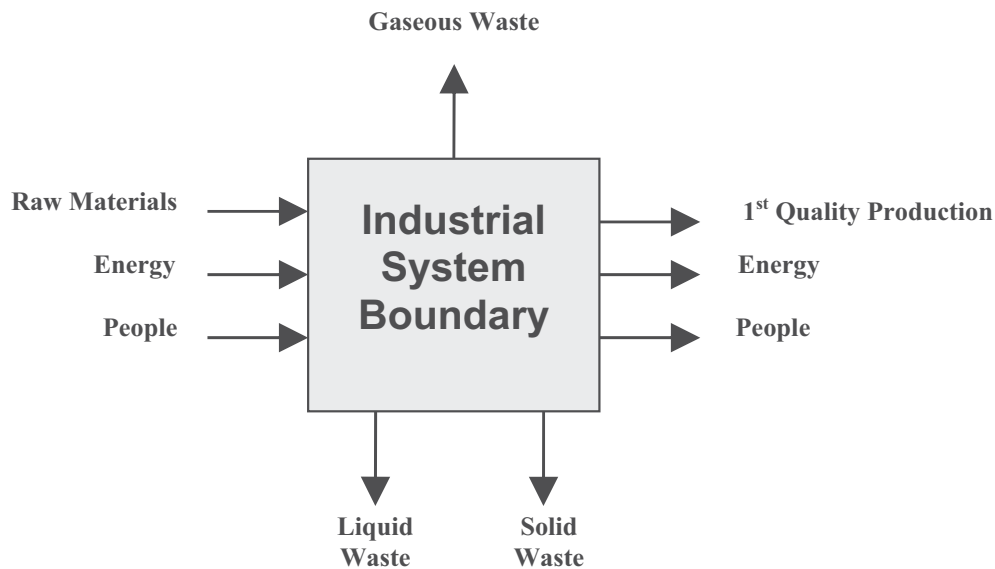 Gaseous Waste
Raw Materials
Energy
People
Industrial
System
Boundary
1st Quality Production
Energy
People
Liquid
Waste
Solid
Waste